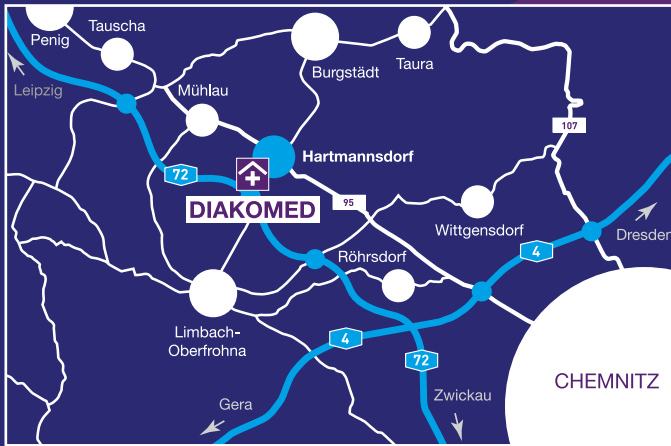 Penig
Tauscha
Burgstädt
Taura
Leipzig
Mühlau
107
Hartmannsdorf
72
DIAKOMED
95
Wittgensdorf
Dresden
4
Röhrsdorf
Limbach-
Oberfrohna
4
72
CHEMNITZ
Gera
Zwickau